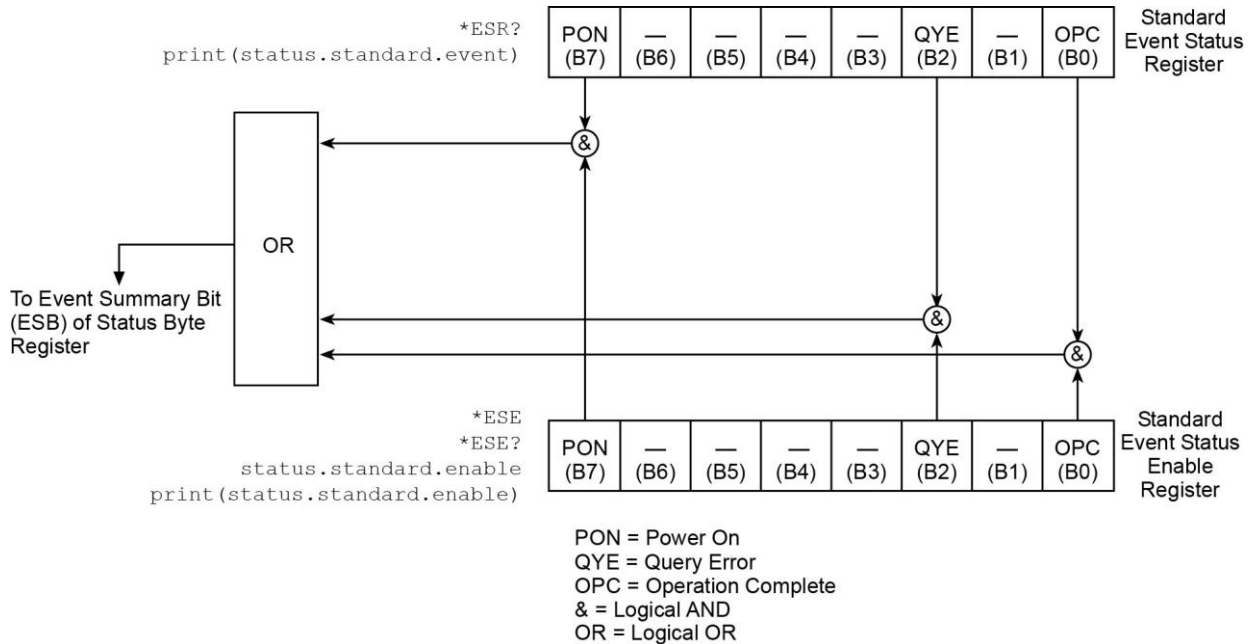 *ESR?
print(status.standard.event)
PON — — — — QYE — OPC
(B7) (B6) (B5) (B4) (B3) (B2) (B1) (B0)
Standard
Event Status
Register
&
OR
&
&
To Event Summary Bit
(ESB) of Status Byte
Register
*ESE
*ESE?
status.standard.enable
print(status.standard.enable)
PON — — — — QYE — OPC
(B7) (B6) (B5) (B4) (B3) (B2) (B1) (B0)
Standard
Event Status
Enable
Register
PON = Power On
QYE = Query Error
OPC = Operation Complete
& = Logical AND
OR = Logical OR